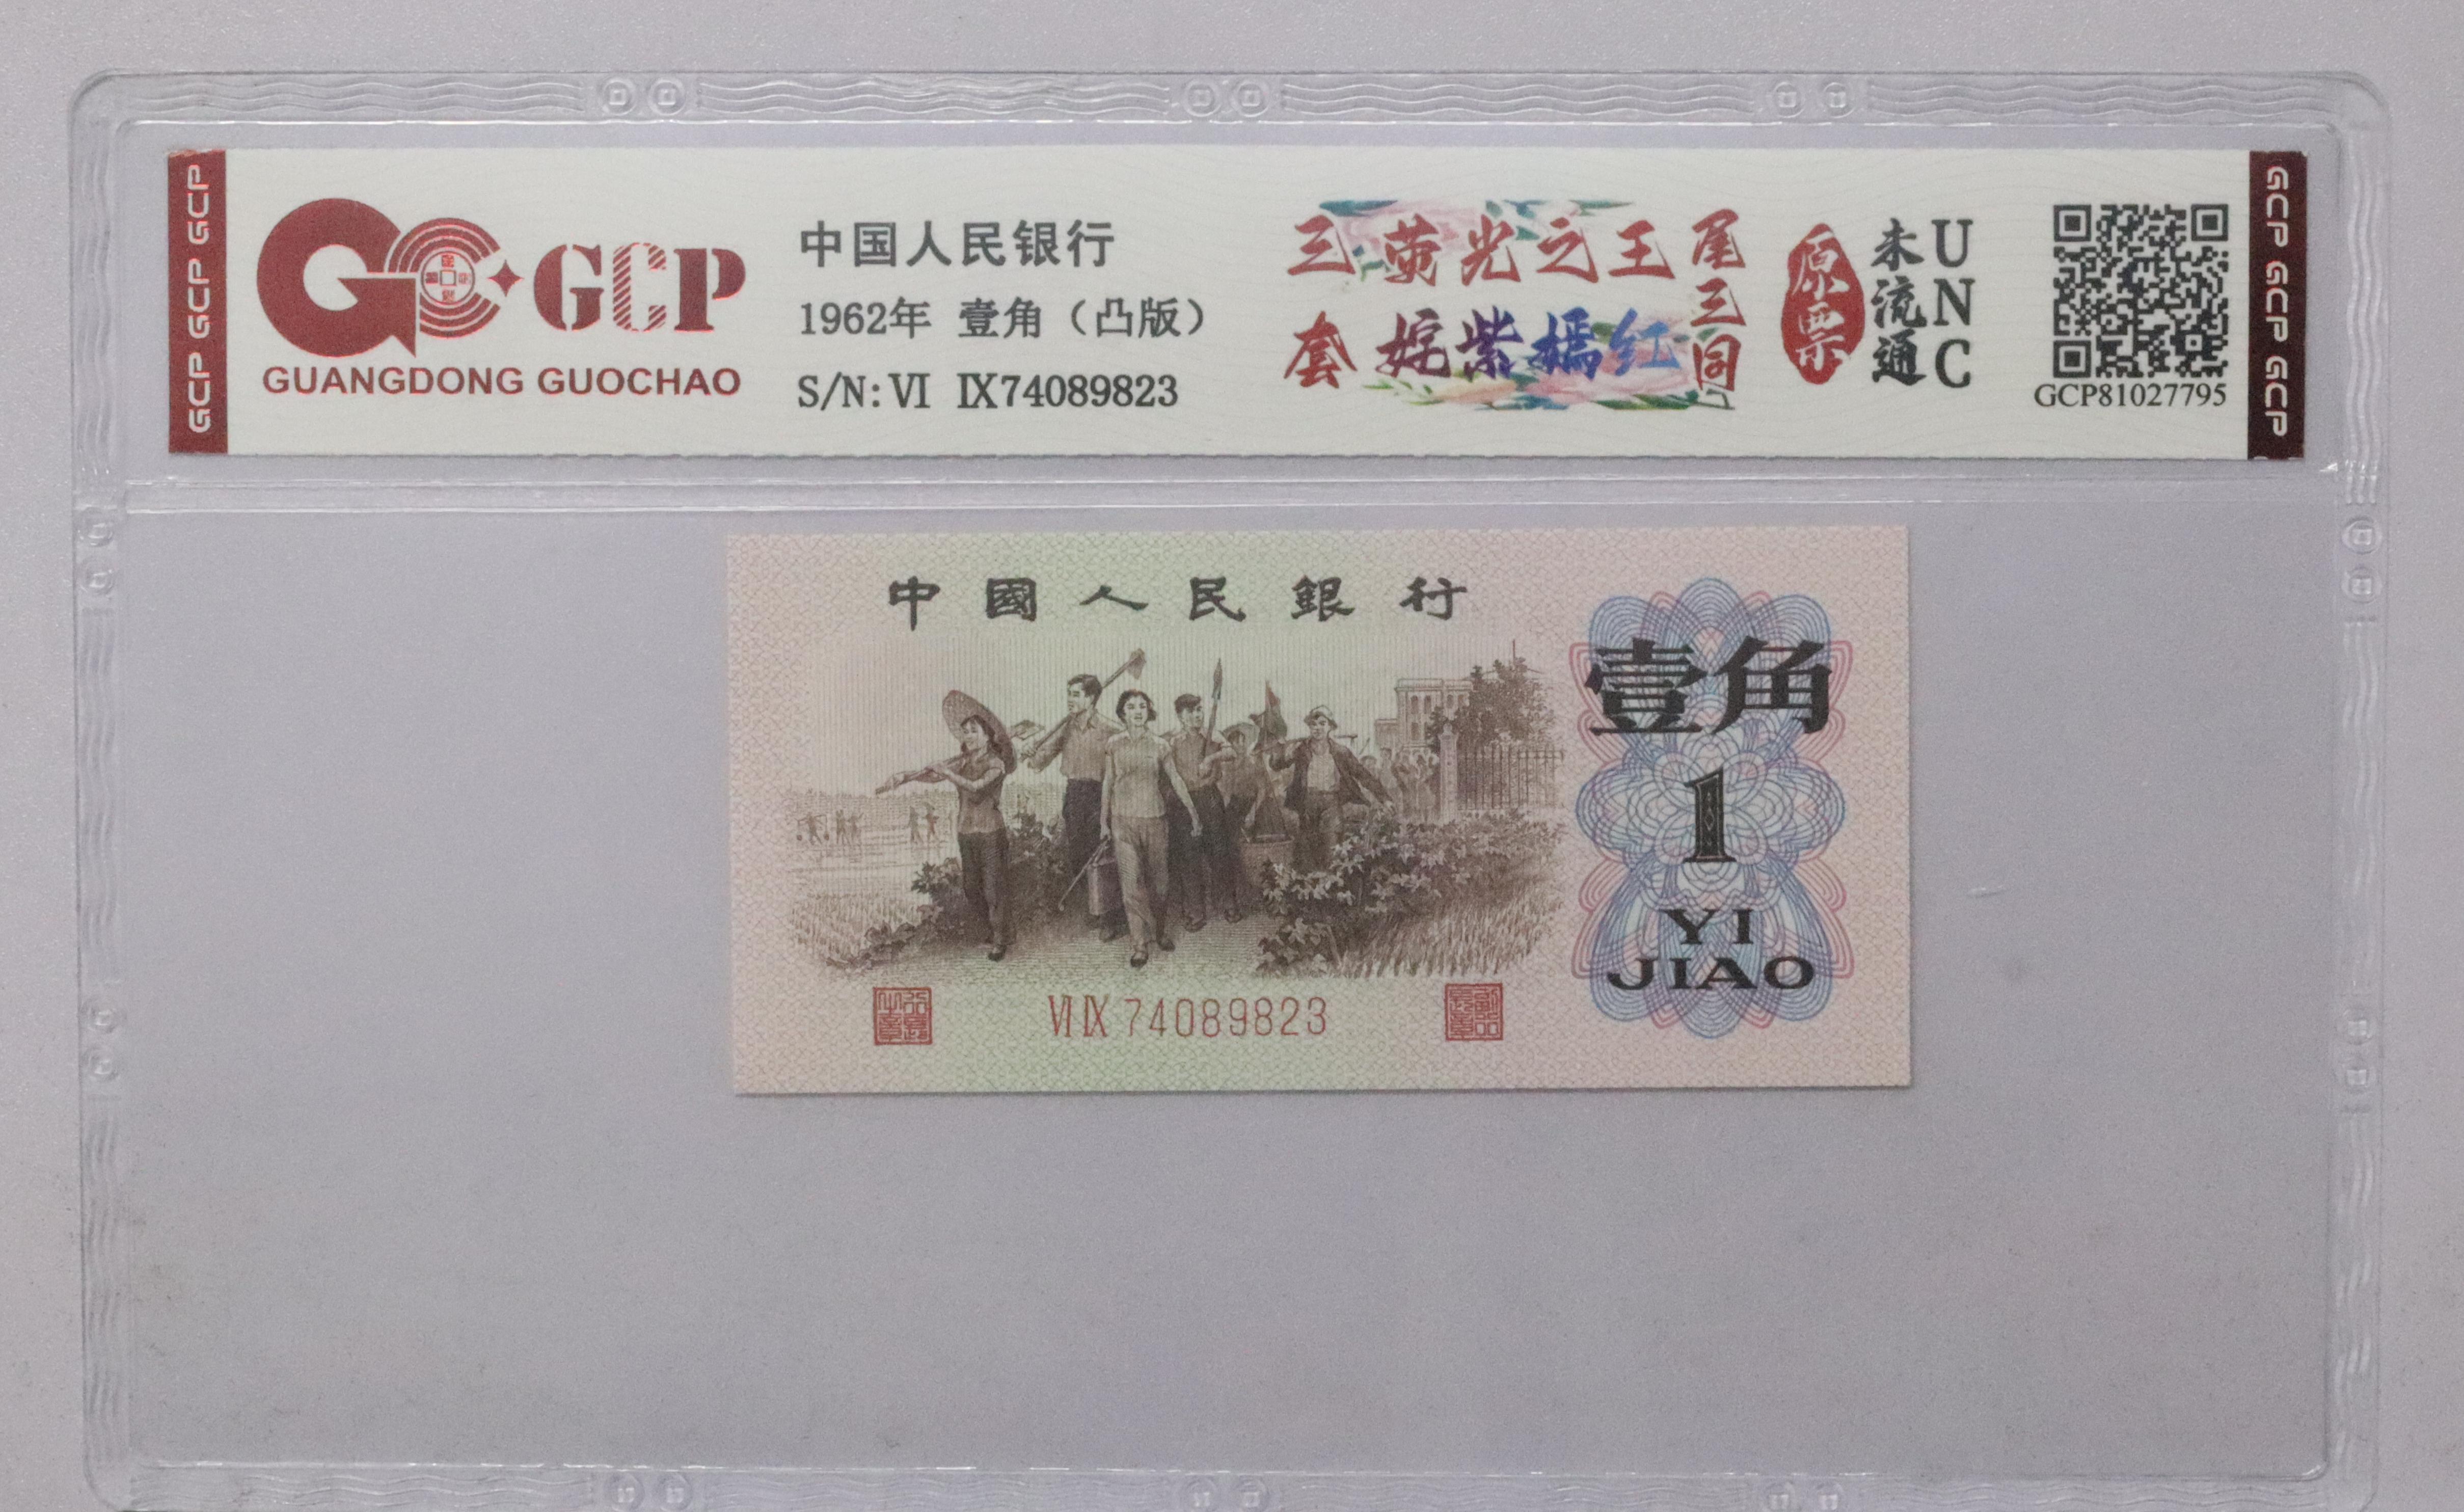 GCP GCP GCP
GCP
GUANGDONG GUOCHAO
中国人民银行
1962年 壹角（凸版）
S/N: VI IX74089823
三套
荧光之王
姹紫嫣红
尾三同
原票
未流通
UNC
GCP81027795
GCP GCP GCP
中國人民銀行
壹角
1
YI
JIAO
VI IX 74089823